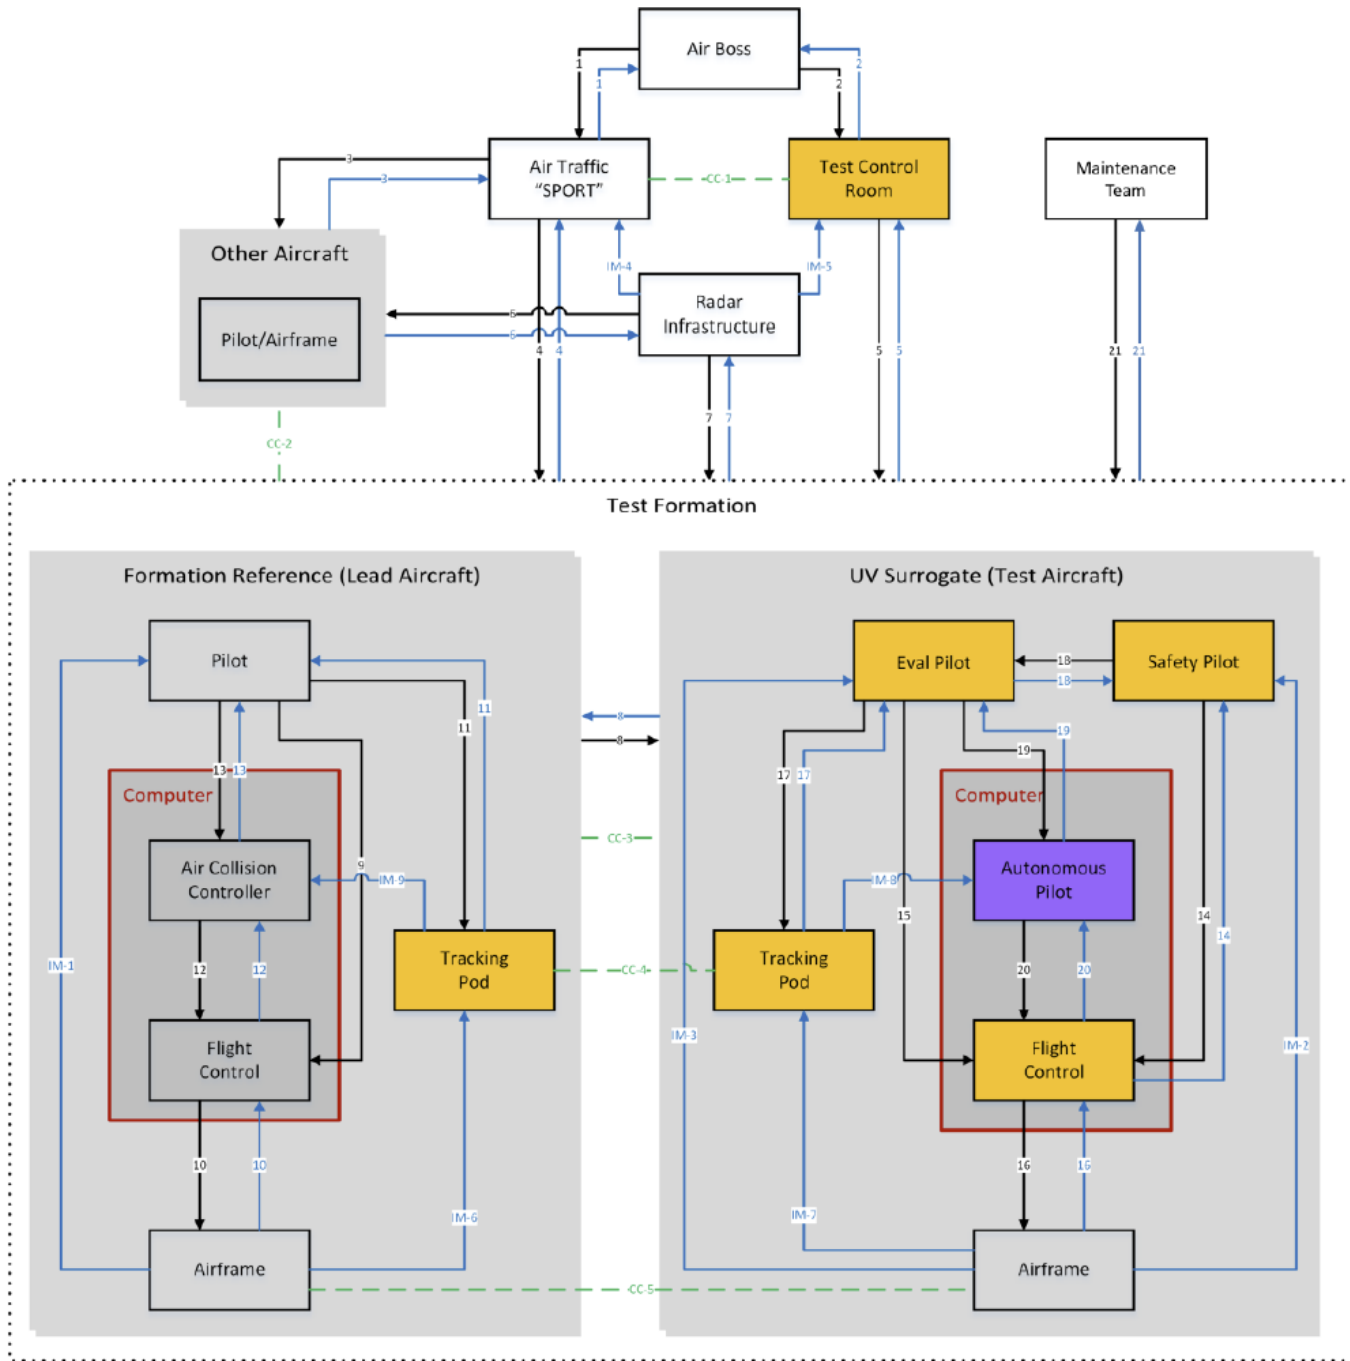 Air Boss
1
1
2
2
Air Traffic
“SPORT”
CC-1
Test Control
Room
Maintenance
Team
3
3
Other Aircraft
Pilot/Airframe
IM-4
IM-5
Radar
Infrastructure
6
6
4
4
5
5
7
7
21
21
CC-2
Test Formation
Formation Reference (Lead Aircraft)
Pilot
11
11
13
13
Computer
Air Collision
Controller
9
IM-9
12
12
IM-1
Tracking
Pod
Flight
Control
10
10
IM-6
Airframe
8
8
CC-3
CC-4
CC-5
UV Surrogate (Test Aircraft)
Eval Pilot
18
18
Safety Pilot
19
19
17
17
Computer
Autonomous
Pilot
IM-8
15
14
14
Tracking
Pod
20
20
IM-3
IM-2
Flight
Control
16
16
IM-7
Airframe